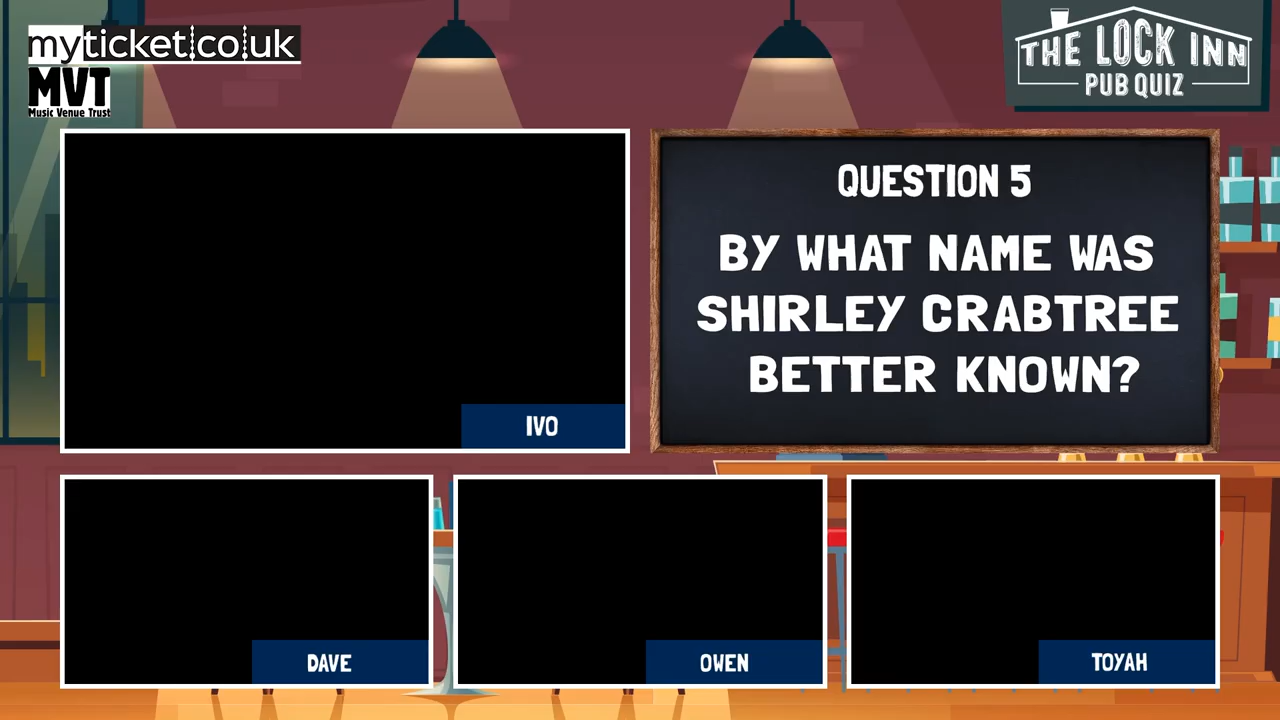 myticket.co.uk
MVT
Music Venue Trust
THE LOCK INN
PUB QUIZ
QUESTION 5
BY WHAT NAME WAS
SHIRLEY CRABTREE
BETTER KNOWN?
IVO
DAVE
OWEN
TOYAH